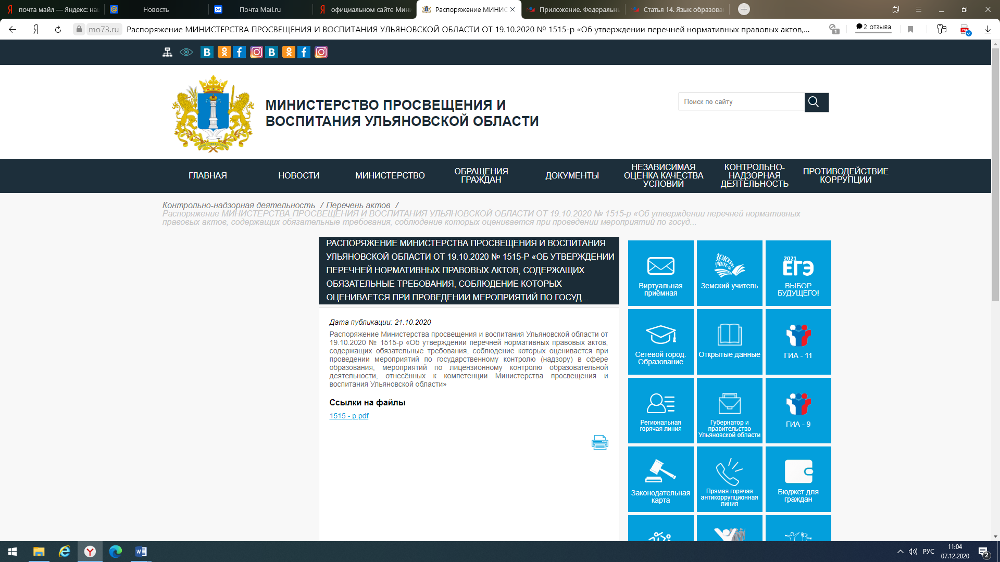 почта майл — Яндекс: на
Новость
Почта Mail.ru
официальном сайте Мини
Распоряжение МИНИС
Приложение. Федеральн
Статья 14. Язык образова
mo73.ru
Распоряжение МИНИСТЕРСТВА ПРОСВЕЩЕНИЯ И ВОСПИТАНИЯ УЛЬЯНОВСКОЙ ОБЛАСТИ ОТ 19.10.2020 № 1515-р «Об утверждении перечней нормативных правовых актов,...
2 отзыва
МИНИСТЕРСТВО ПРОСВЕЩЕНИЯ И
ВОСПИТАНИЯ УЛЬЯНОВСКОЙ ОБЛАСТИ
Поиск по сайту
ГЛАВНАЯ
НОВОСТИ
МИНИСТЕРСТВО
ОБРАЩЕНИЯ
ГРАЖДАН
ДОКУМЕНТЫ
НЕЗАВИСИМАЯ
ОЦЕНКА КАЧЕСТВА
УСЛОВИЙ
КОНТРОЛЬНО-
НАДЗОРНАЯ
ДЕЯТЕЛЬНОСТЬ
ПРОТИВОДЕЙСТВИЕ
КОРРУПЦИИ
Контрольно-надзорная деятельность / Перечень актов /
Распоряжение МИНИСТЕРСТВА ПРОСВЕЩЕНИЯ И ВОСПИТАНИЯ УЛЬЯНОВСКОЙ ОБЛАСТИ ОТ 19.10.2020 № 1515-р «Об утверждении перечней нормативных
правовых актов, содержащих обязательные требования, соблюдение которых оценивается при проведении мероприятий по госуд...
РАСПОРЯЖЕНИЕ МИНИСТЕРСТВА ПРОСВЕЩЕНИЯ И ВОСПИТАНИЯ
УЛЬЯНОВСКОЙ ОБЛАСТИ ОТ 19.10.2020 № 1515-Р «ОБ УТВЕРЖДЕНИИ
ПЕРЕЧНЕЙ НОРМАТИВНЫХ ПРАВОВЫХ АКТОВ, СОДЕРЖАЩИХ
ОБЯЗАТЕЛЬНЫЕ ТРЕБОВАНИЯ, СОБЛЮДЕНИЕ КОТОРЫХ
ОЦЕНИВАЕТСЯ ПРИ ПРОВЕДЕНИИ МЕРОПРИЯТИЙ ПО ГОСУД...
Дата публикации: 21.10.2020
Распоряжение Министерства просвещения и воспитания Ульяновской области от
19.10.2020 № 1515-р «Об утверждении перечней нормативных правовых актов,
содержащих обязательные требования, соблюдение которых оценивается при
проведении мероприятий по государственному контролю (надзору) в сфере
образования, мероприятий по лицензионному контролю образовательной
деятельности, отнесённых к компетенции Министерства просвещения и
воспитания Ульяновской области»
Ссылки на файлы
1515 - р.pdf
Виртуальная
приёмная
ЗЕМСКИЙ УЧИТЕЛЬ
Земский учитель
2021
ЕГЭ
ВЫБОР
БУДУЩЕГО!
Сетевой город.
Образование
Открытые данные
ГИА - 11
Региональная
горячая линия
Губернатор и
правительство
Ульяновской области
ГИА - 9
Законодательная
карта
Прямая горячая
антикоррупционная
линия
Бюджет для
граждан
РУС
11:04
07.12.2020
2